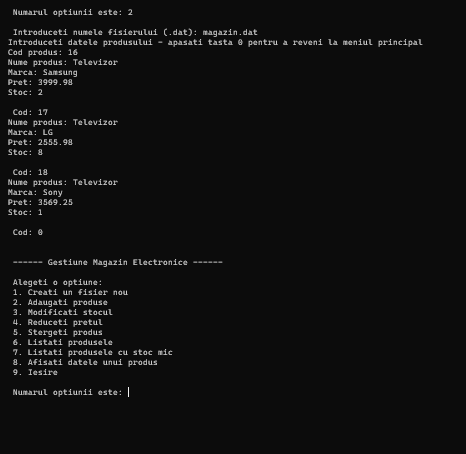 Numarul optiunii este: 2
Introduceti numele fisierului (.dat): magazin.dat
Introduceti datele produsului - apasati tasta 0 pentru a reveni la meniul principal
Cod produs: 16
Nume produs: Televizor
Marca: Samsung
Pret: 3999.98
Stoc: 2
Cod: 17
Nume produs: Televizor
Marca: LG
Pret: 2555.98
Stoc: 8
Cod: 18
Nume produs: Televizor
Marca: Sony
Pret: 3569.25
Stoc: 1
Cod: 0
------ Gestiune Magazin Electronice ------
Alegeti o optiune:
1. Creati un fisier nou
2. Adaugati produse
3. Modificati stocul
4. Reduceti pretul
5. Stergeti produs
6. Listati produsele
7. Listati produsele cu stoc mic
8. Afisati datele unui produs
9. Iesire
Numarul optiunii este: